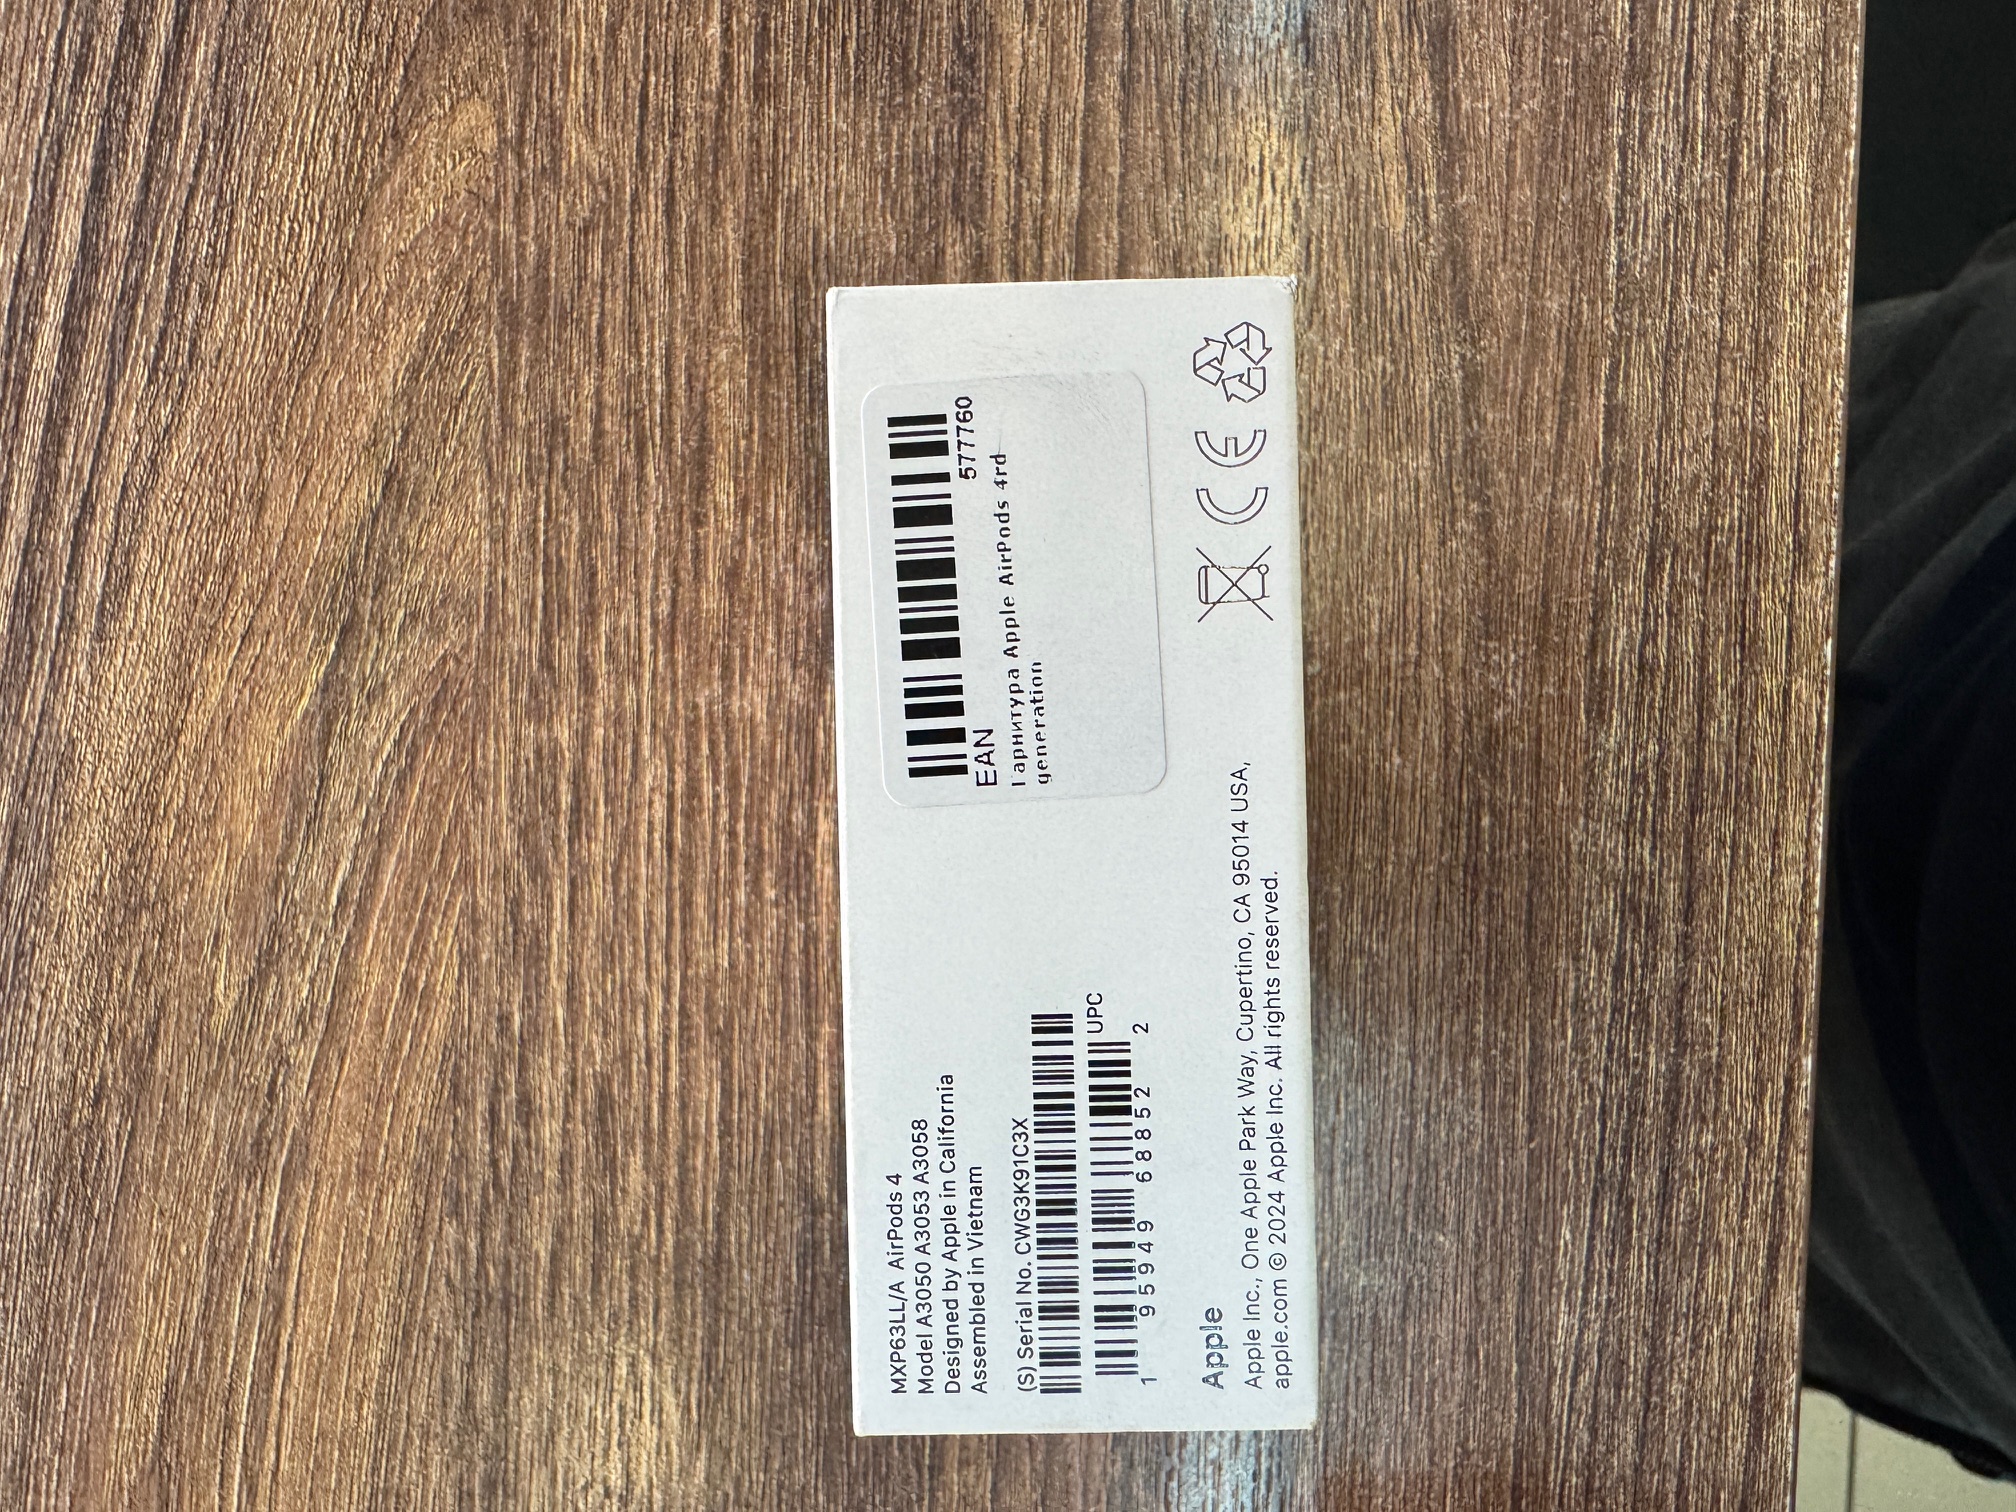 MXP63LL/A AirPods 4
Model A3050 A3053 A3058
Designed by Apple in California
Assembled in Vietnam
(S) Serial No. CWG3K91C3X
UPC
1 95949 68852 2
577760
EAN
Гарнитура Apple AirPods 4rd
generation
Apple
Apple Inc., One Apple Park Way, Cupertino, CA 95014 USA,
apple.com © 2024 Apple Inc. All rights reserved.
CE